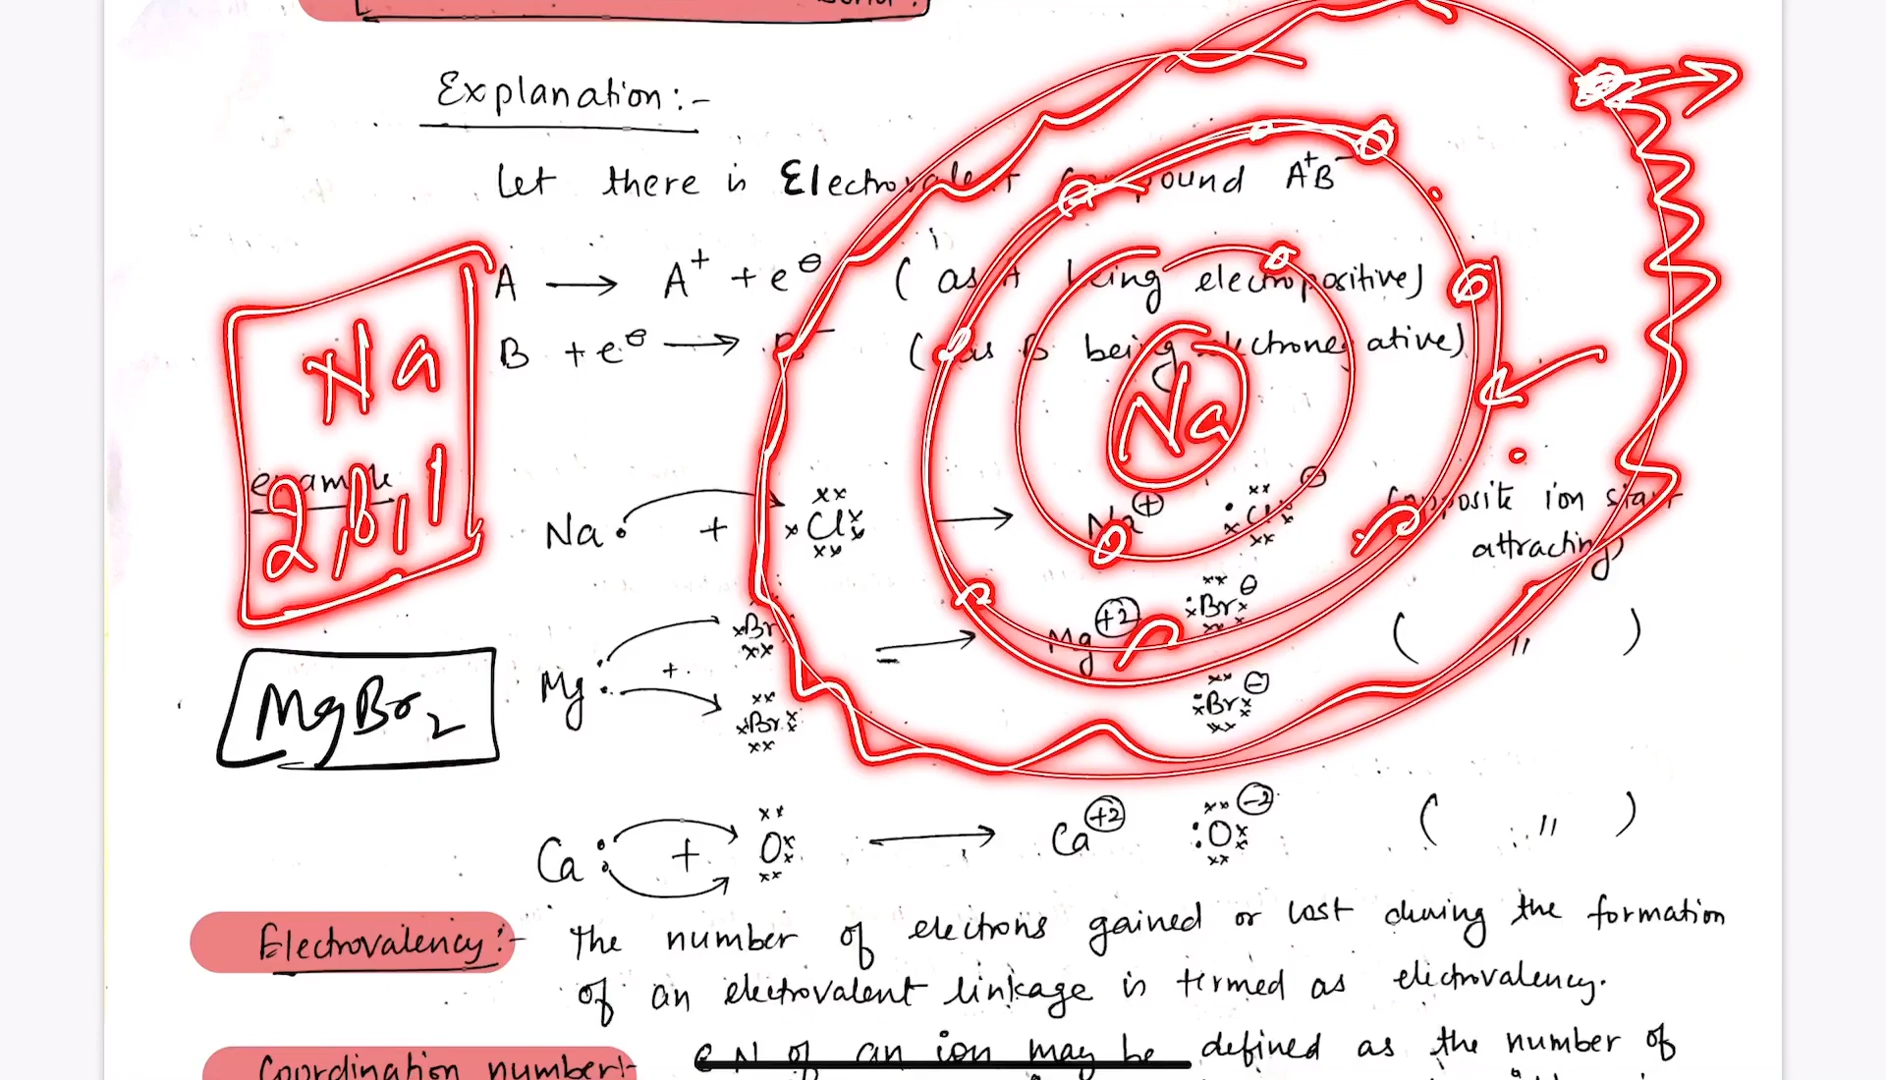 Explanation:-
Let there is Electrovalent compound A+B-
A → A+ + e⊖ ( as A being electropositive)
B + e⊖ → B- ( as B being electronegative)
Na
2,8,1
Na
example
Na + Cl → Na⊕ Cl⊖ (opposite ion start
attracting)
Mg + Br Br → Mg+2 Br⊖ Br⊖ ( " )
MgBr2
Ca + O → Ca+2 O-2 ( " )
Electrovalency:- The number of electrons gained or lost during the formation
of an electrovalent linkage is termed as electrovalency.
Coordination number:- C N of an ion may be defined as the number of